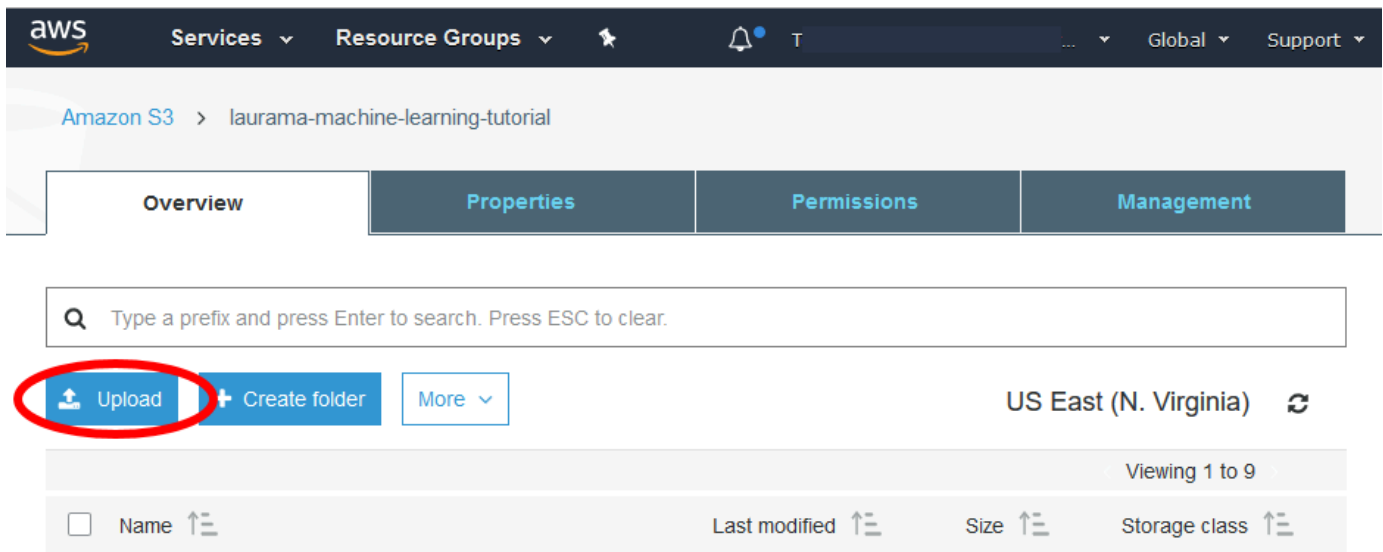 aws Services Resource Groups T ... Global Support
Amazon S3 > laurama-machine-learning-tutorial
Overview Properties Permissions Management
Type a prefix and press Enter to search. Press ESC to clear.
Upload + Create folder More US East (N. Virginia)
Viewing 1 to 9
Name Last modified Size Storage class